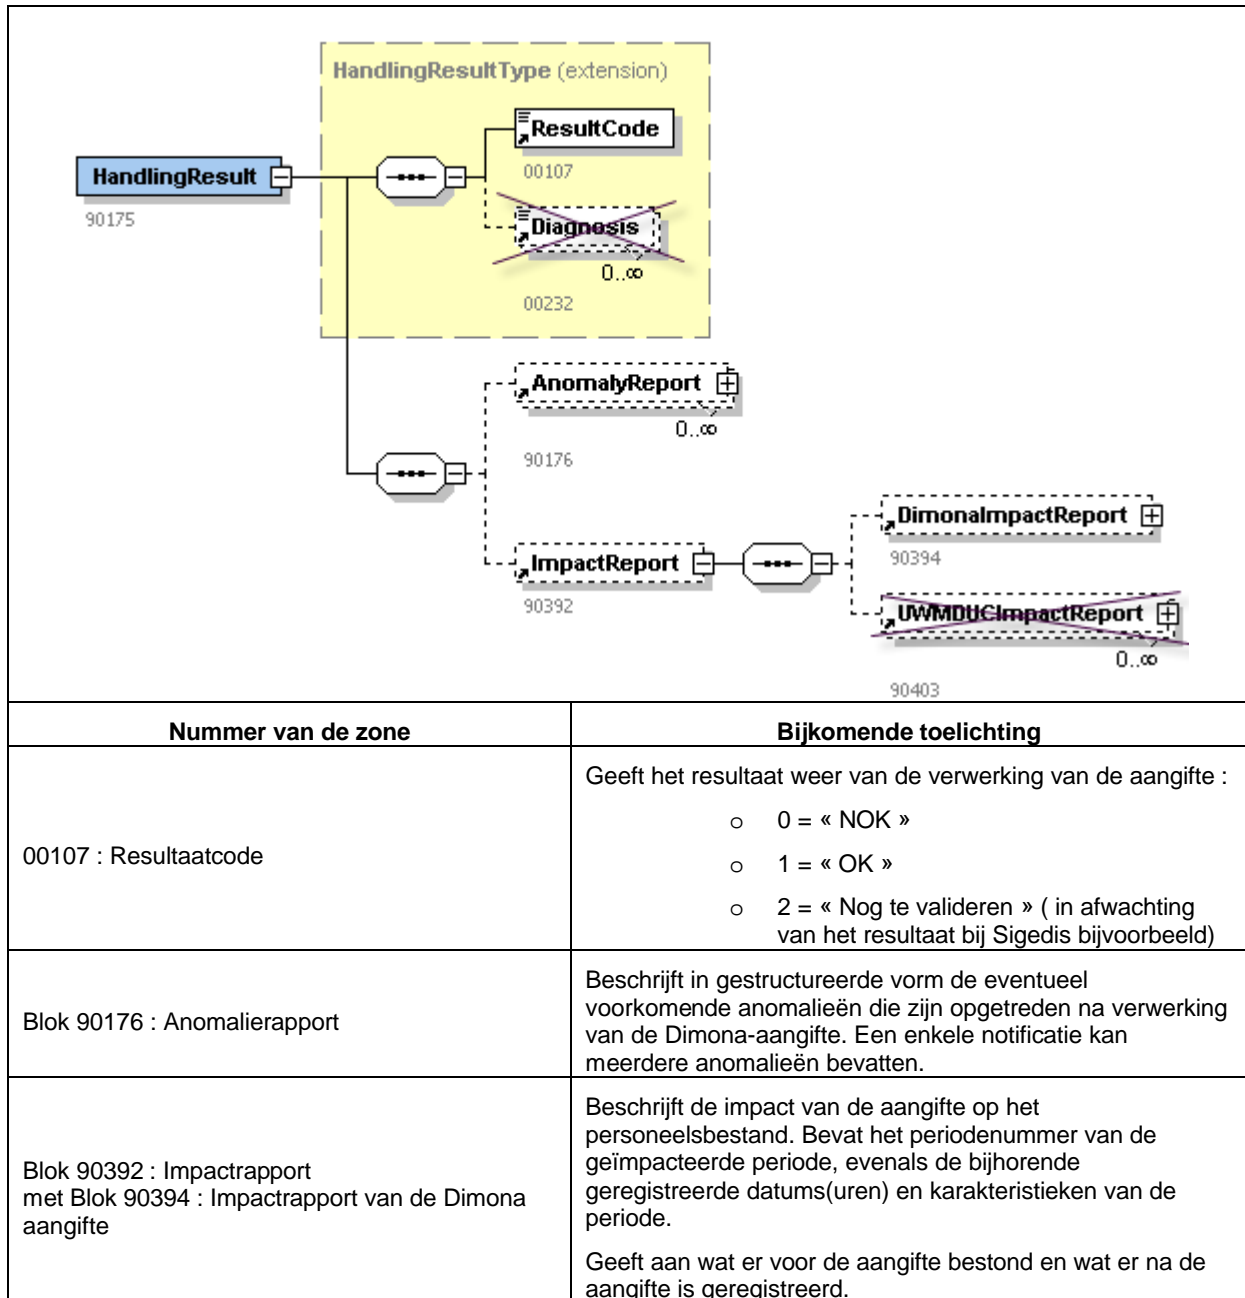 HandlingResultType (extension)
ResultCode
00107
HandlingResult
90175
Diagnosis
0..∞
00232
AnomalyReport
0..∞
90176
DimonaImpactReport
90394
ImpactReport
90392
UWMDUCImpactReport
0..∞
90403
Nummer van de zone
Bijkomende toelichting
00107 : Resultaatcode
Geeft het resultaat weer van de verwerking van de aangifte :
o 0 = « NOK »
o 1 = « OK »
o 2 = « Nog te valideren » ( in afwachting
van het resultaat bij Sigedis bijvoorbeeld)
Blok 90176 : Anomalierapport
Beschrijft in gestructureerde vorm de eventueel
voorkomende anomalieën die zijn opgetreden na verwerking
van de Dimona-aangifte. Een enkele notificatie kan
meerdere anomalieën bevatten.
Blok 90392 : Impactrapport
met Blok 90394 : Impactrapport van de Dimona
aangifte
Beschrijft de impact van de aangifte op het
personeelsbestand. Bevat het periodenummer van de
geïmpacteerde periode, evenals de bijhorende
geregistreerde datums(uren) en karakteristieken van de
periode.
Geeft aan wat er voor de aangifte bestond en wat er na de
aangifte is geregistreerd.